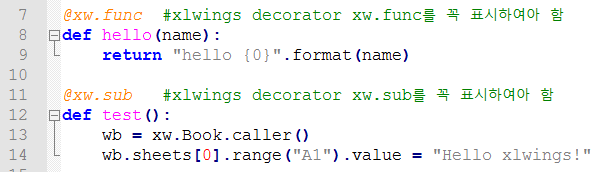 7 @xw.func  #xlwings decorator xw.func를 꼭 표시하여아 함
8 def hello(name):
9     return "hello {0}".format(name)
10
11 @xw.sub   #xlwings decorator xw.sub를 꼭 표시하여아 함
12 def test():
13     wb = xw.Book.caller()
14     wb.sheets[0].range("A1").value = "Hello xlwings!"